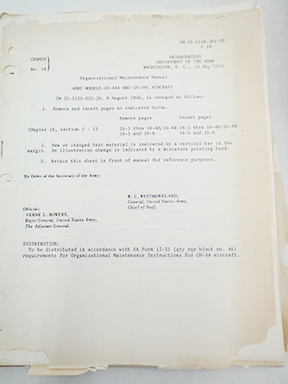 TM 55-1520-202-20
C 14
CHANGE
No. 14
HEADQUARTERS
DEPARTMENT OF THE ARMY
WASHINGTON, D. C.,
Organizational Maintenance Manual
ARMY MODELS CH-34A AND CH-34C AIRCRAFT
TM 55-1520-202-20, 9 August 1966, is changed as follows:
1. Remove and insert pages as indicated below.
Remove pages Insert pages
Chapter 16, section I - II
2. New or changed text material is indicated by a vertical bar in the
margin. An illustration change is indicated by a miniature pointing hand.
3. Retain this sheet in front of manual for reference purposes.
By Order of the Secretary of the Army:
W. C. WESTMORELAND,
General, United States Army,
Chief of Staff.
Official:
VERNE L. BOWERS,
Major General, United States Army,
The Adjutant General.
DISTRIBUTION:
To be distributed in accordance with DA Form 12-31 (qty rqr block no. 46)
requirements for Organizational Maintenance Instructions for CH-34 aircraft.